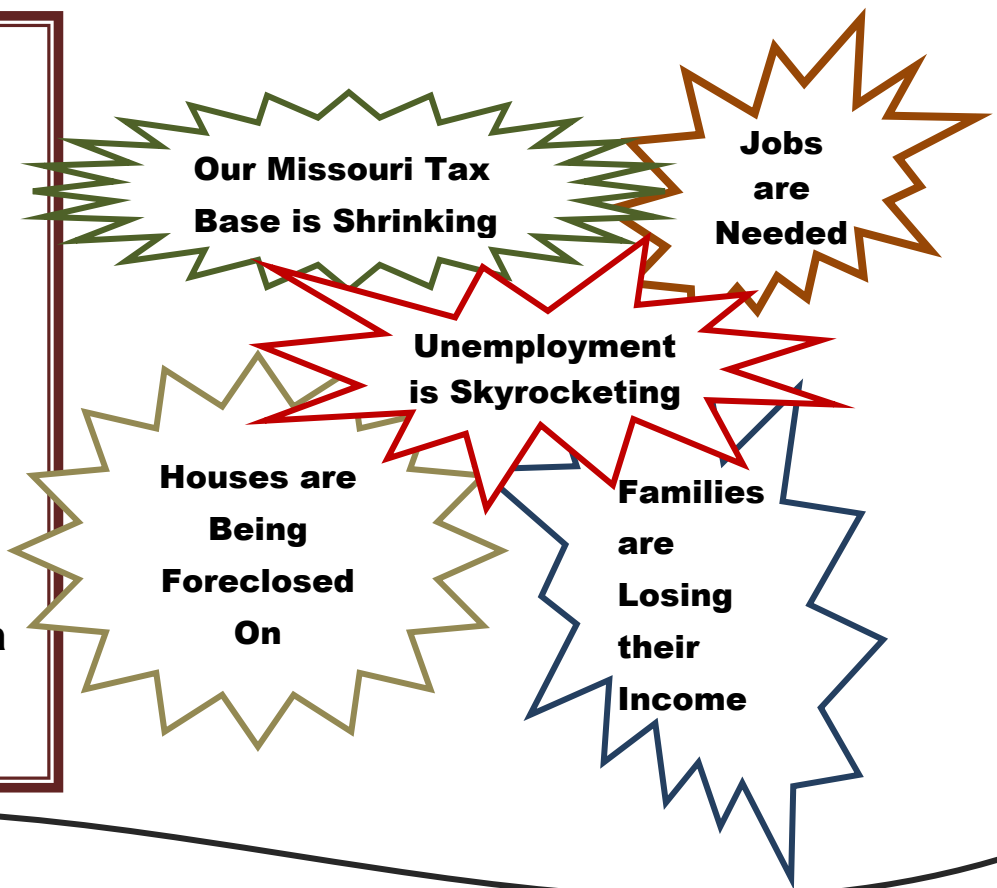 Our Missouri Tax
Base is Shrinking
Jobs
are
Needed
Unemployment
is Skyrocketing
Houses are
Being
Foreclosed
On
Families
are
Losing
their
Income